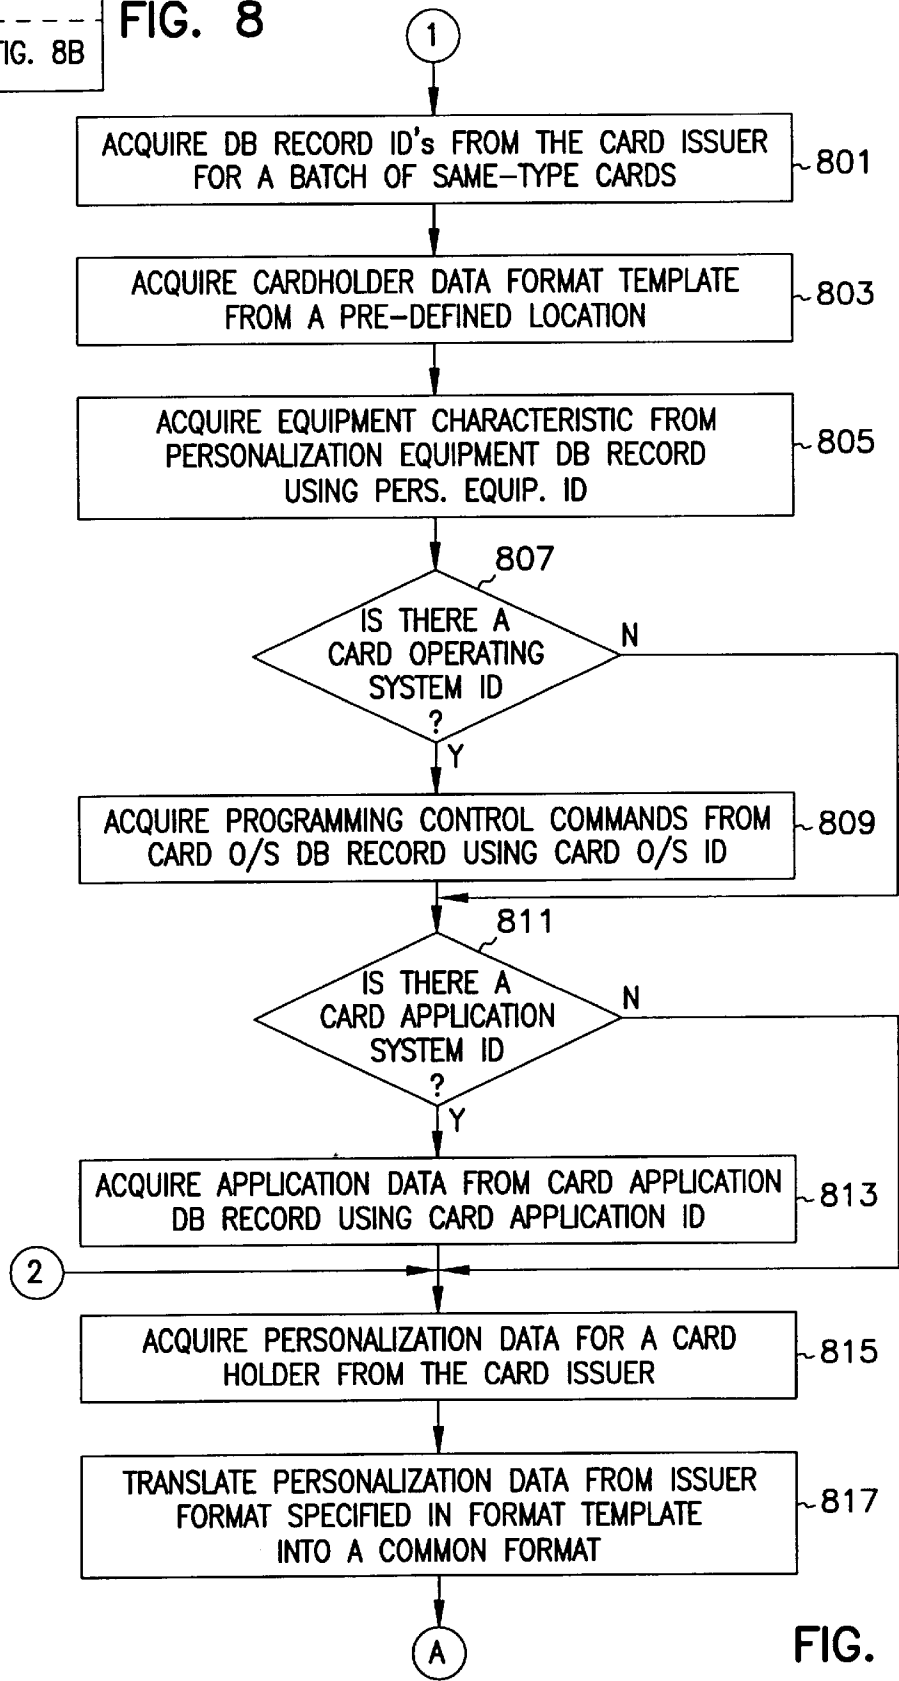 FIG. 8
FIG. 8B
1
ACQUIRE DB RECORD ID's FROM THE CARD ISSUER
FOR A BATCH OF SAME-TYPE CARDS
801
ACQUIRE CARDHOLDER DATA FORMAT TEMPLATE
FROM A PRE-DEFINED LOCATION
803
ACQUIRE EQUIPMENT CHARACTERISTIC FROM
PERSONALIZATION EQUIPMENT DB RECORD
USING PERS. EQUIP. ID
805
807
IS THERE A
CARD OPERATING
SYSTEM ID
?
N
Y
ACQUIRE PROGRAMMING CONTROL COMMANDS FROM
CARD O/S DB RECORD USING CARD O/S ID
809
811
IS THERE A
CARD APPLICATION
SYSTEM ID
?
N
Y
ACQUIRE APPLICATION DATA FROM CARD APPLICATION
DB RECORD USING CARD APPLICATION ID
813
2
ACQUIRE PERSONALIZATION DATA FOR A CARD
HOLDER FROM THE CARD ISSUER
815
TRANSLATE PERSONALIZATION DATA FROM ISSUER
FORMAT SPECIFIED IN FORMAT TEMPLATE
INTO A COMMON FORMAT
817
A
FIG.